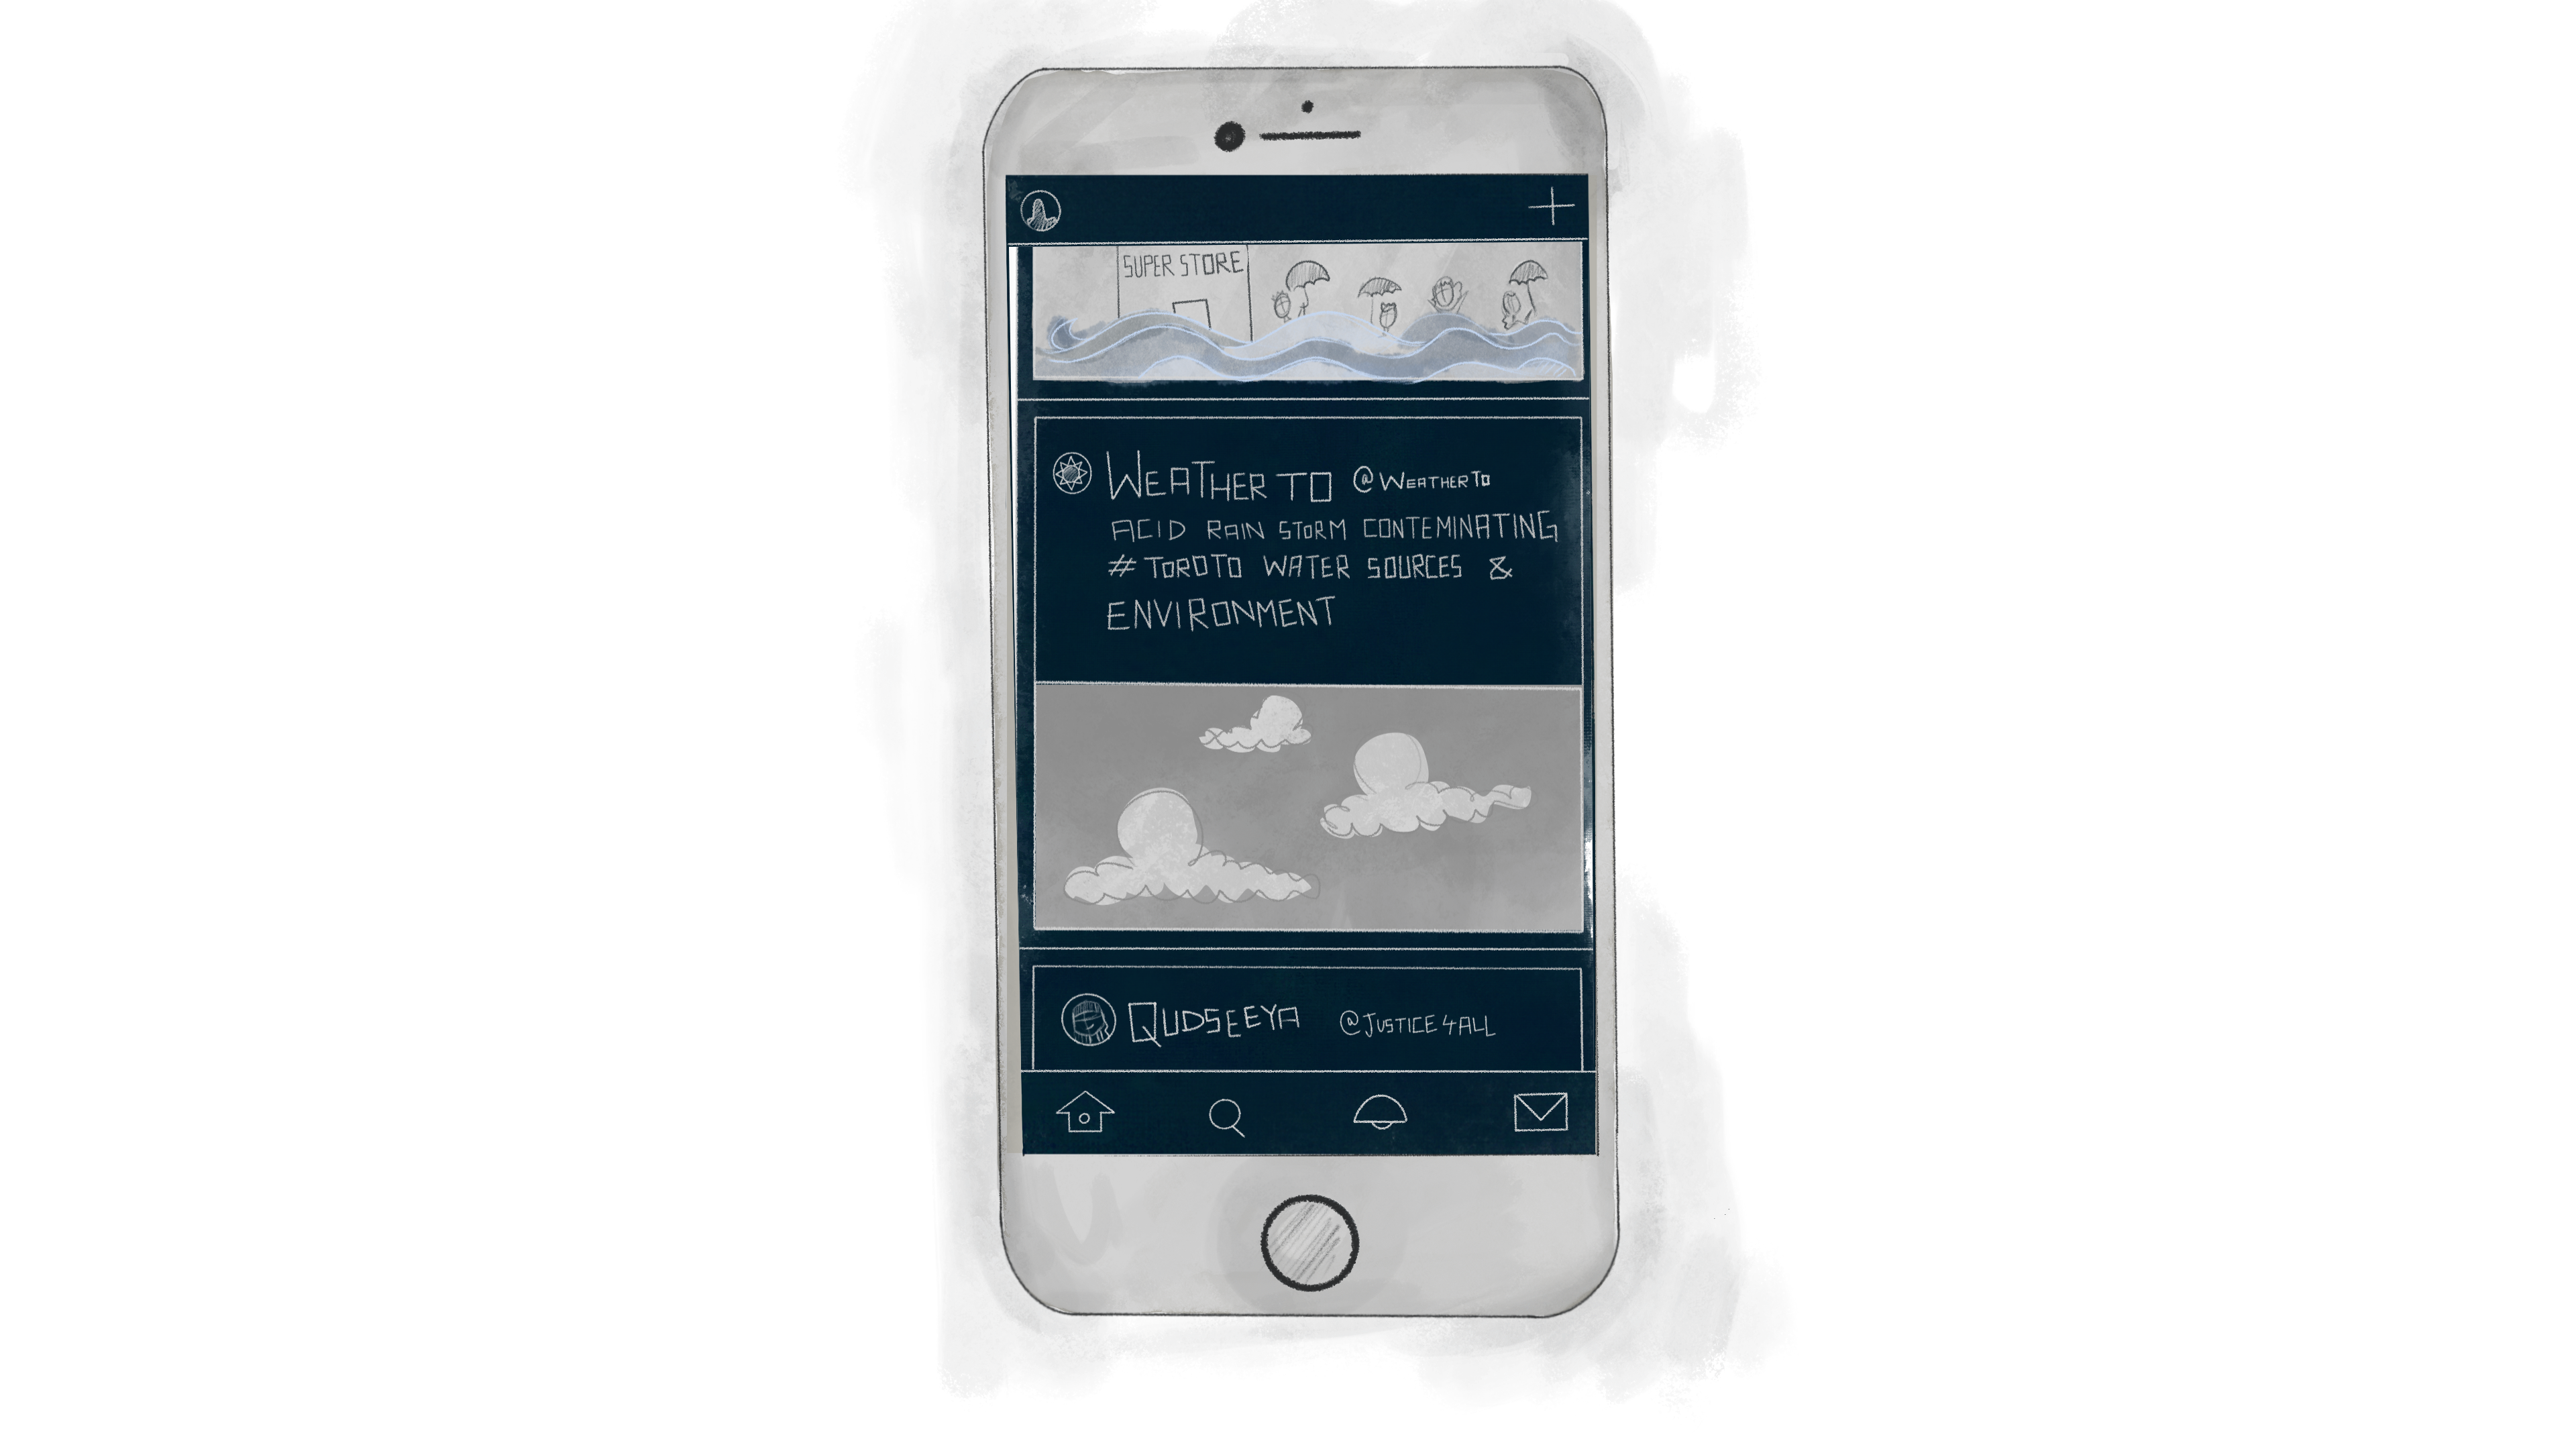 SUPER STORE
WEATHER TO @WEATHERTO
ACID RAIN STORM CONTEMINATING
#TOROTO WATER SOURCES &
ENVIRONMENT
QUDSEEYA @JUSTICE4ALL